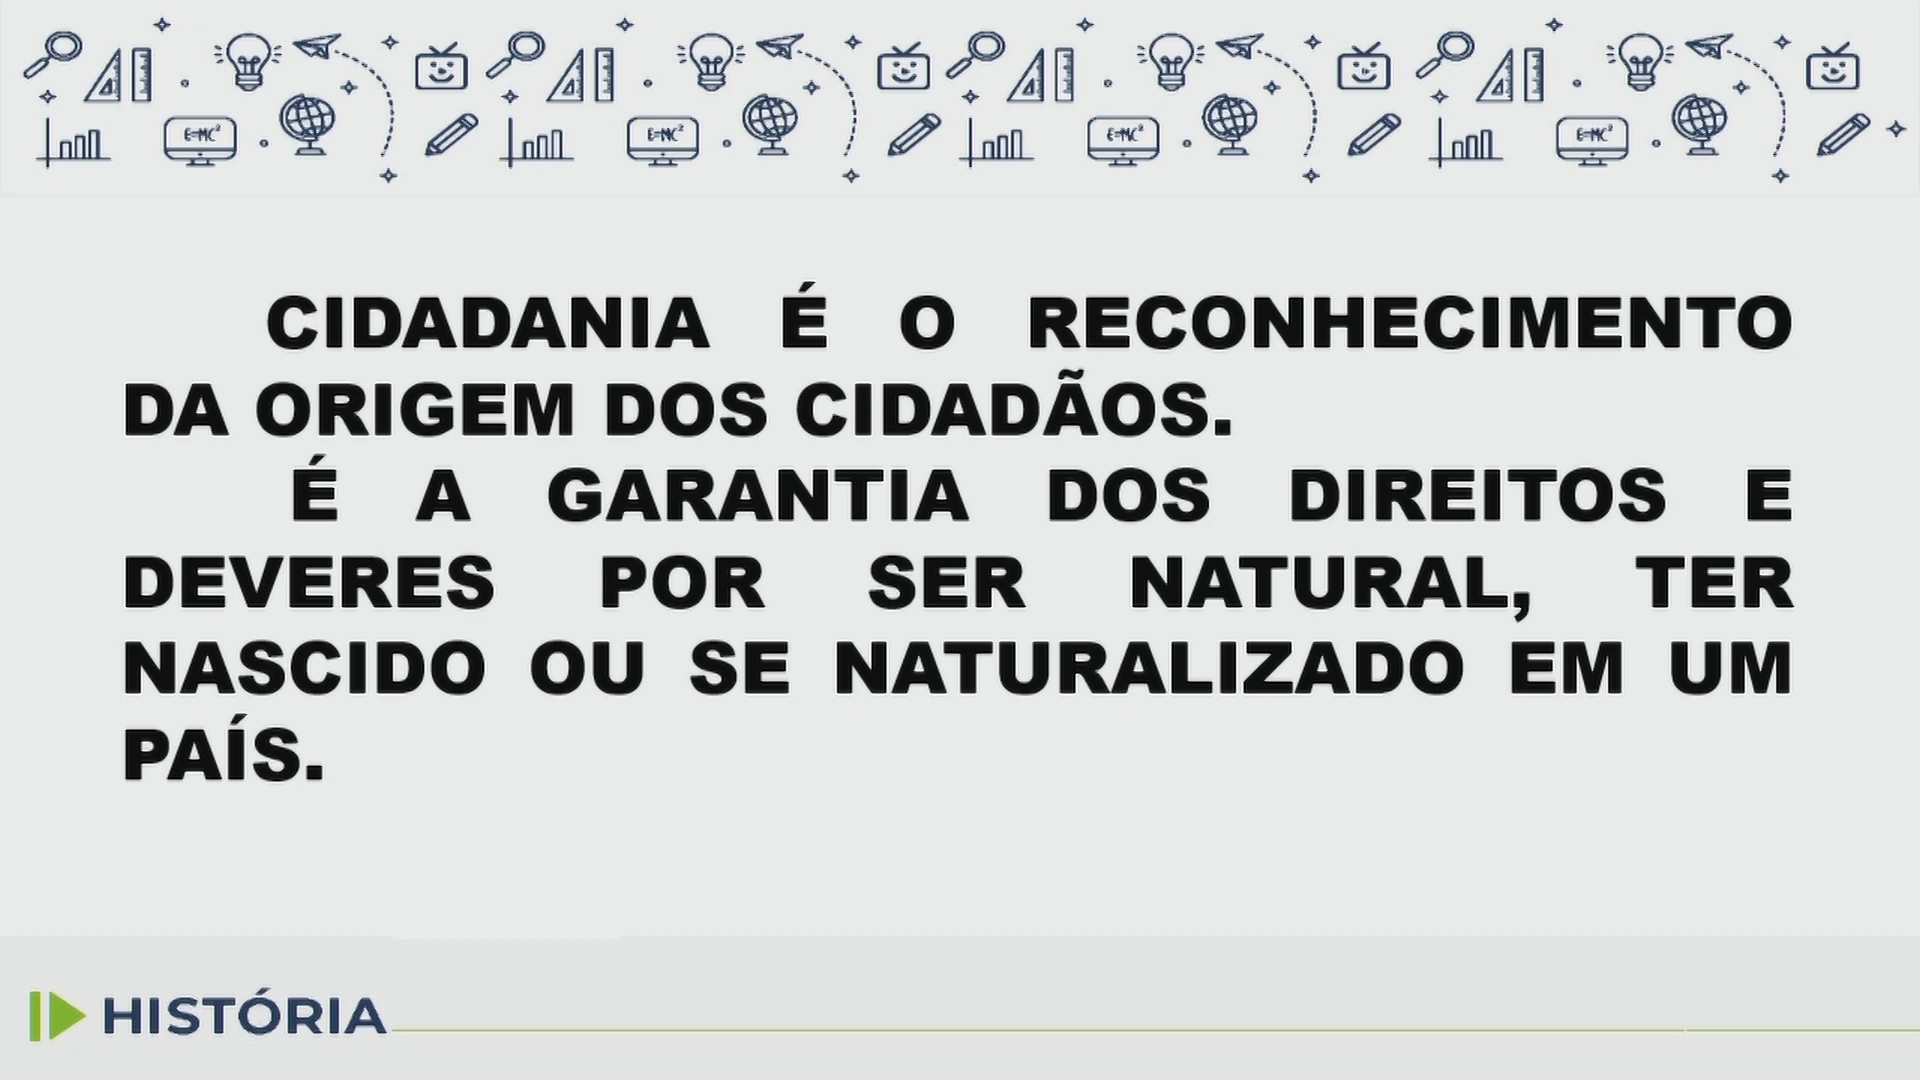 E=MC² E=MC² E=MC² E=MC²
CIDADANIA É O RECONHECIMENTO
DA ORIGEM DOS CIDADÃOS.
É A GARANTIA DOS DIREITOS E
DEVERES POR SER NATURAL, TER
NASCIDO OU SE NATURALIZADO EM UM
PAÍS.
HISTÓRIA